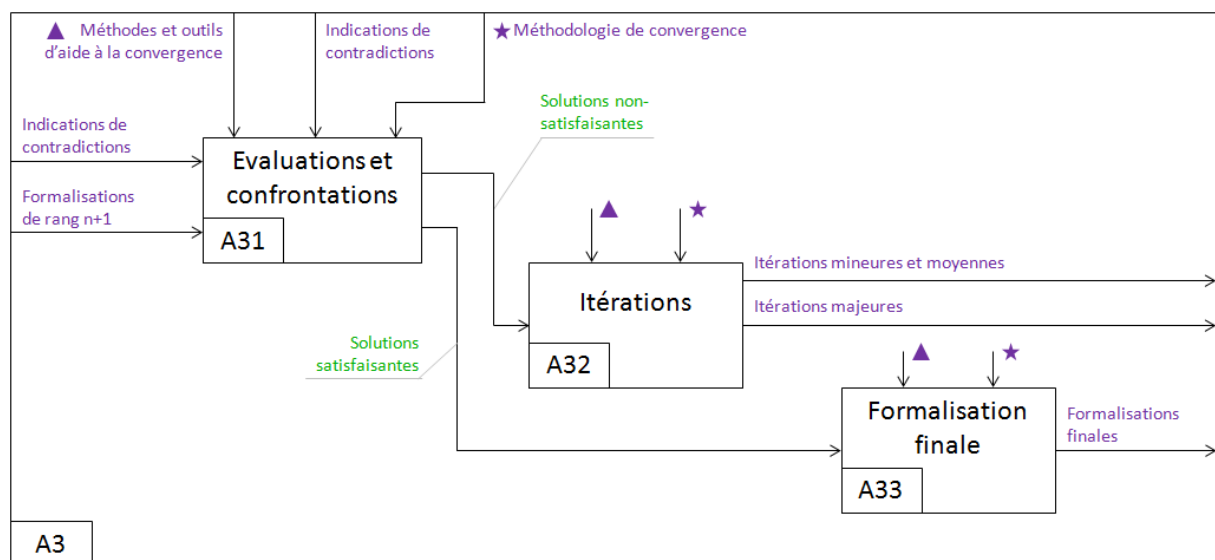 Méthodes et outils
d'aide à la convergence
Indications de
contradictions
Méthodologie de convergence
Solutions non-
satisfaisantes
Indications de
contradictions
Formalisations
de rang n+1
Evaluations et
confrontations
A31
Itérations
A32
Itérations mineures et moyennes
Itérations majeures
Solutions
satisfaisantes
Formalisation
finale
A33
Formalisations
finales
A3